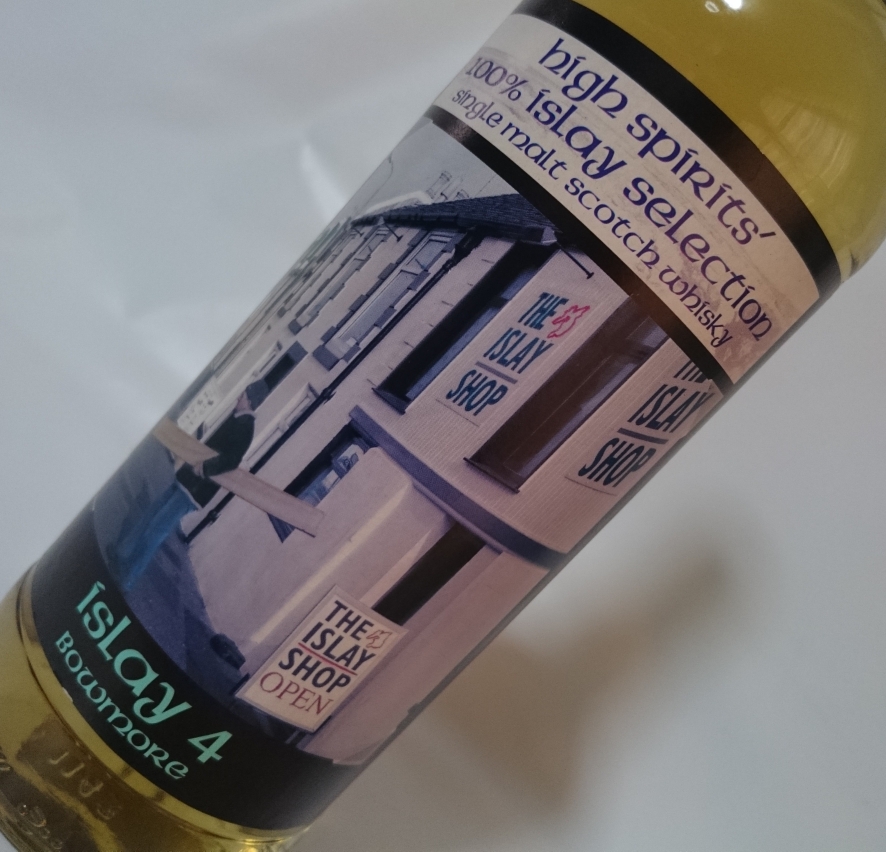 high spirits'
100% islay selection
single malt scotch whisky
THE
ISLAY
SHOP
THE
ISLAY
SHOP
THE
ISLAY
SHOP
OPEN
islay 4
Bowmore